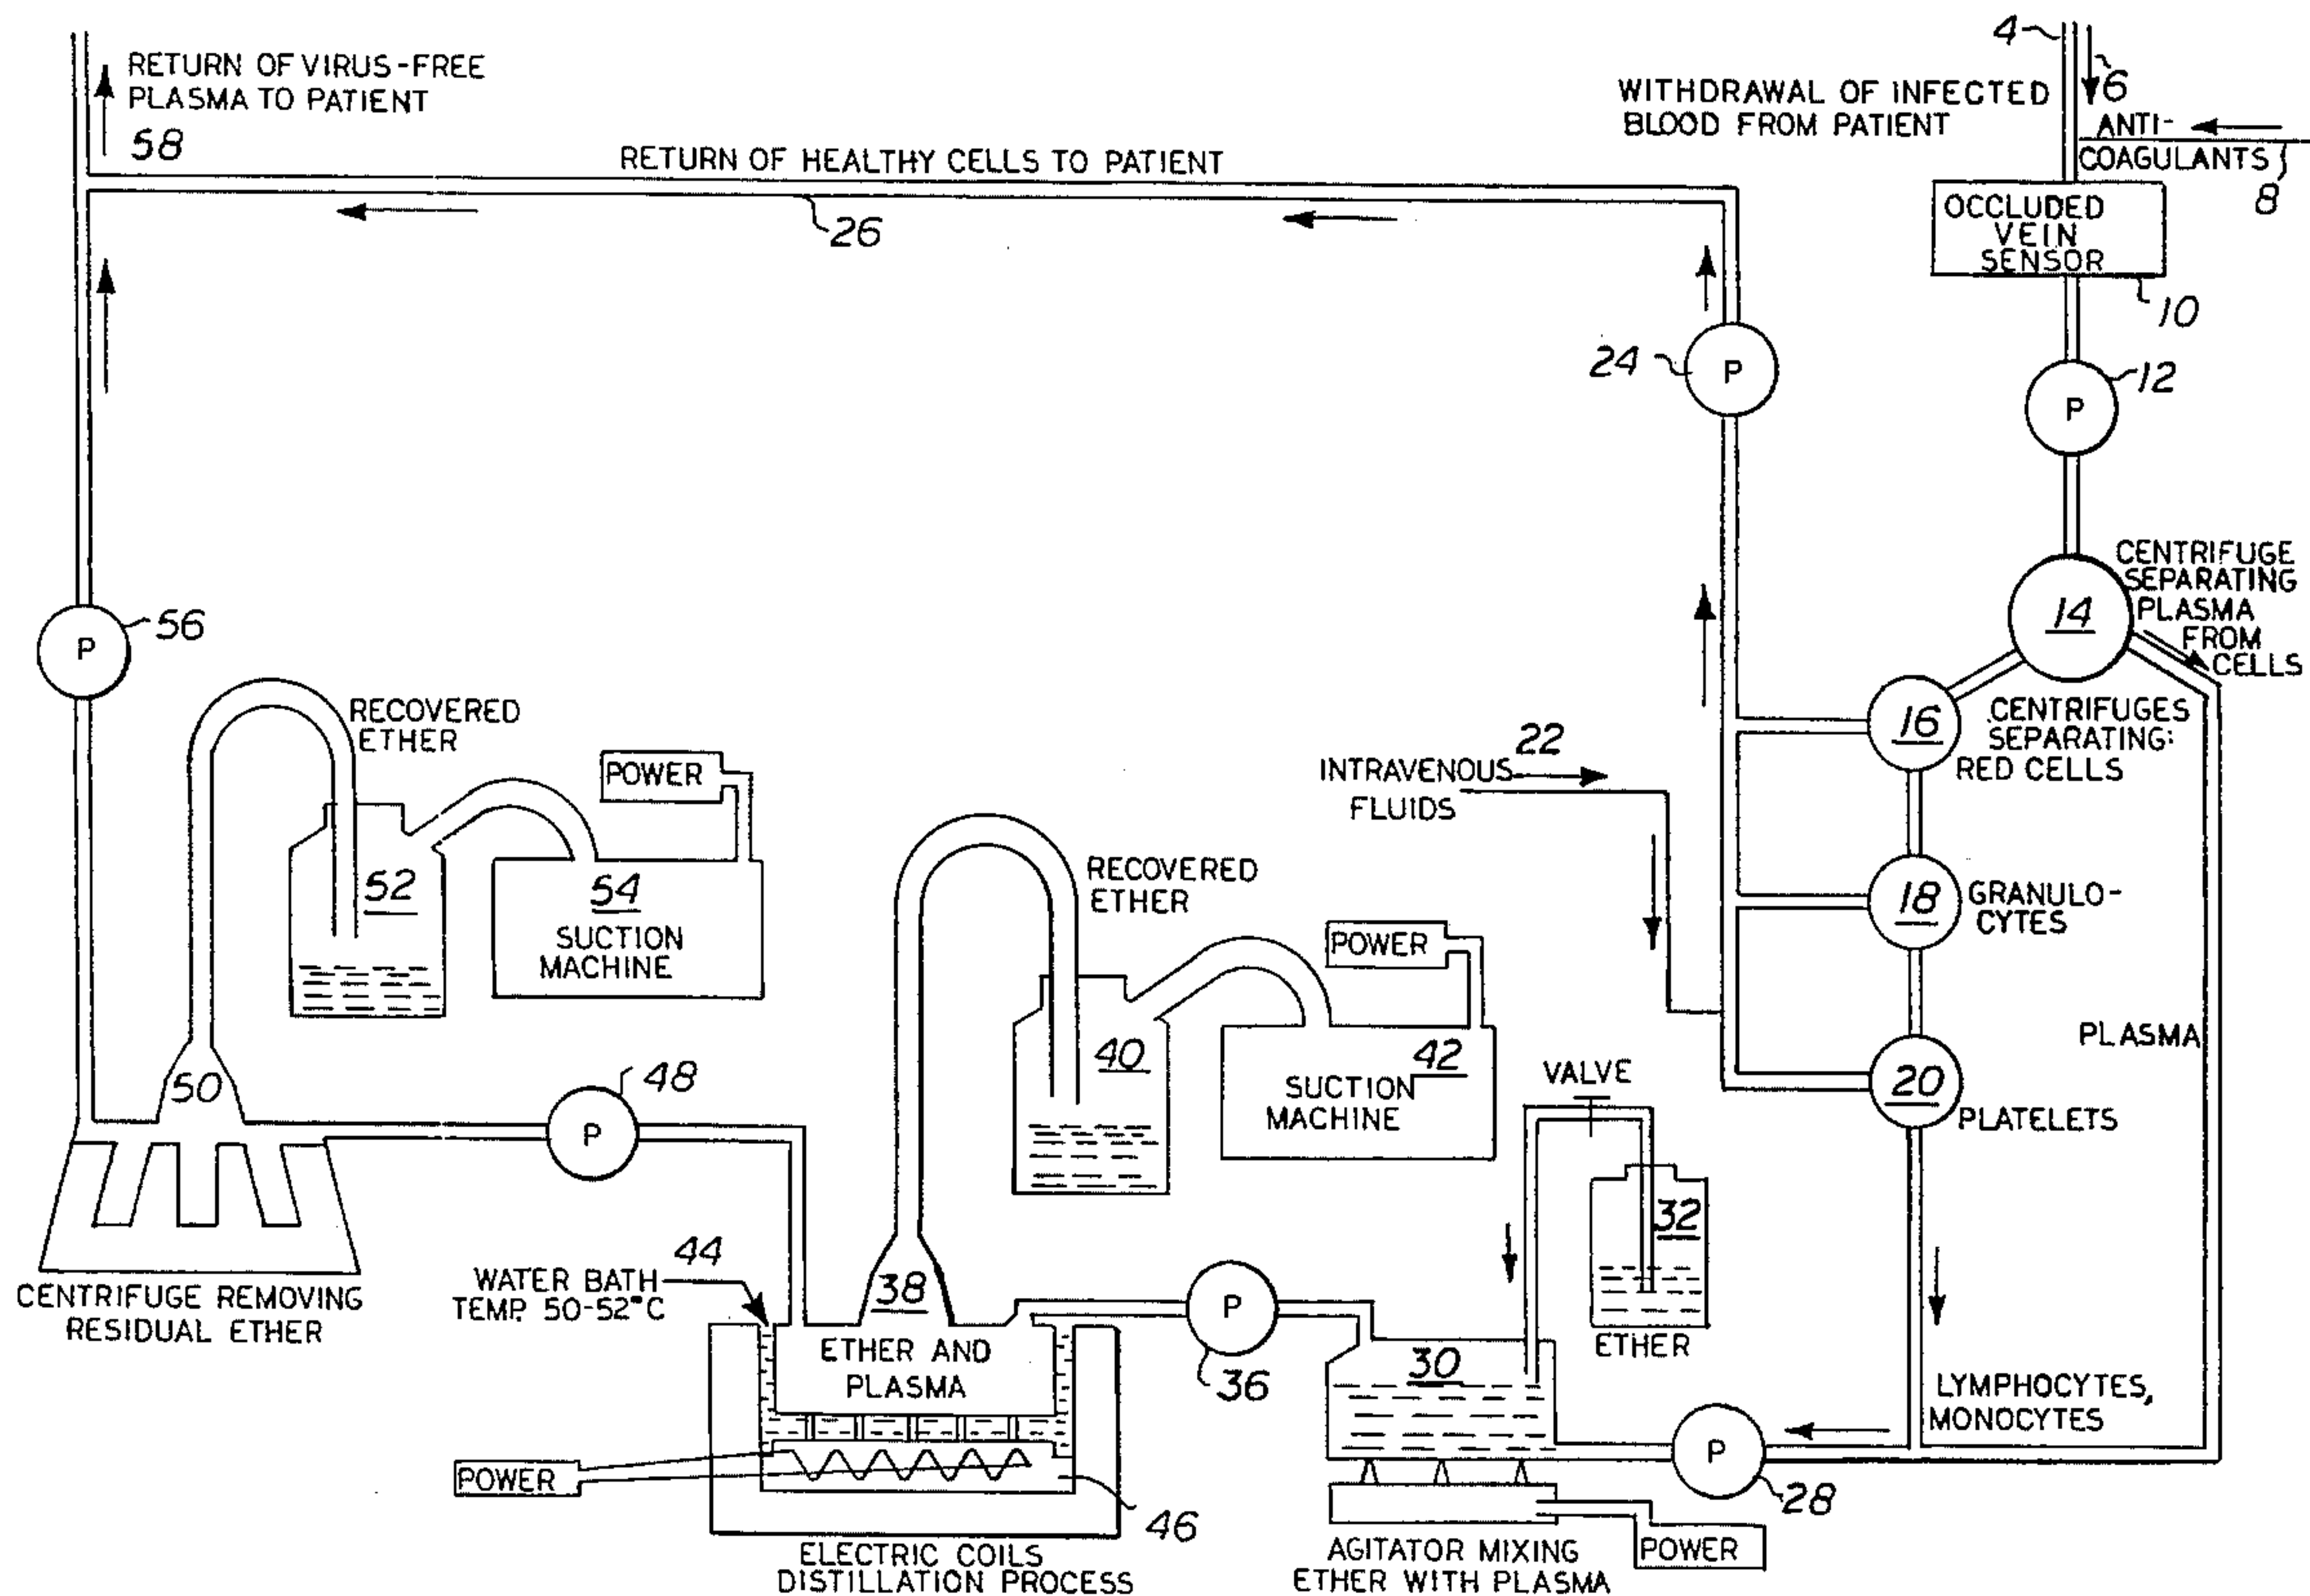 4
6
WITHDRAWAL OF INFECTED
BLOOD FROM PATIENT
ANTI-
COAGULANTS
8
OCCLUDED
VEIN
SENSOR
10
P
12
RETURN OF VIRUS-FREE
PLASMA TO PATIENT
58
RETURN OF HEALTHY CELLS TO PATIENT
26
24
P
CENTRIFUGE
SEPARATING
PLASMA
FROM
CELLS
14
16
CENTRIFUGES
SEPARATING:
RED CELLS
18
GRANULO-
CYTES
20
PLATELETS
PLASMA
22
INTRAVENOUS
FLUIDS
P
56
RECOVERED
ETHER
POWER
52
54
SUCTION
MACHINE
RECOVERED
ETHER
POWER
40
42
SUCTION
MACHINE
VALVE
32
ETHER
50
P
48
CENTRIFUGE REMOVING
RESIDUAL ETHER
44
WATER BATH
TEMP. 50-52°C
38
ETHER AND
PLASMA
P
36
30
LYMPHOCYTES,
MONOCYTES
P
28
POWER
46
ELECTRIC COILS
DISTILLATION PROCESS
AGITATOR MIXING
ETHER WITH PLASMA
POWER